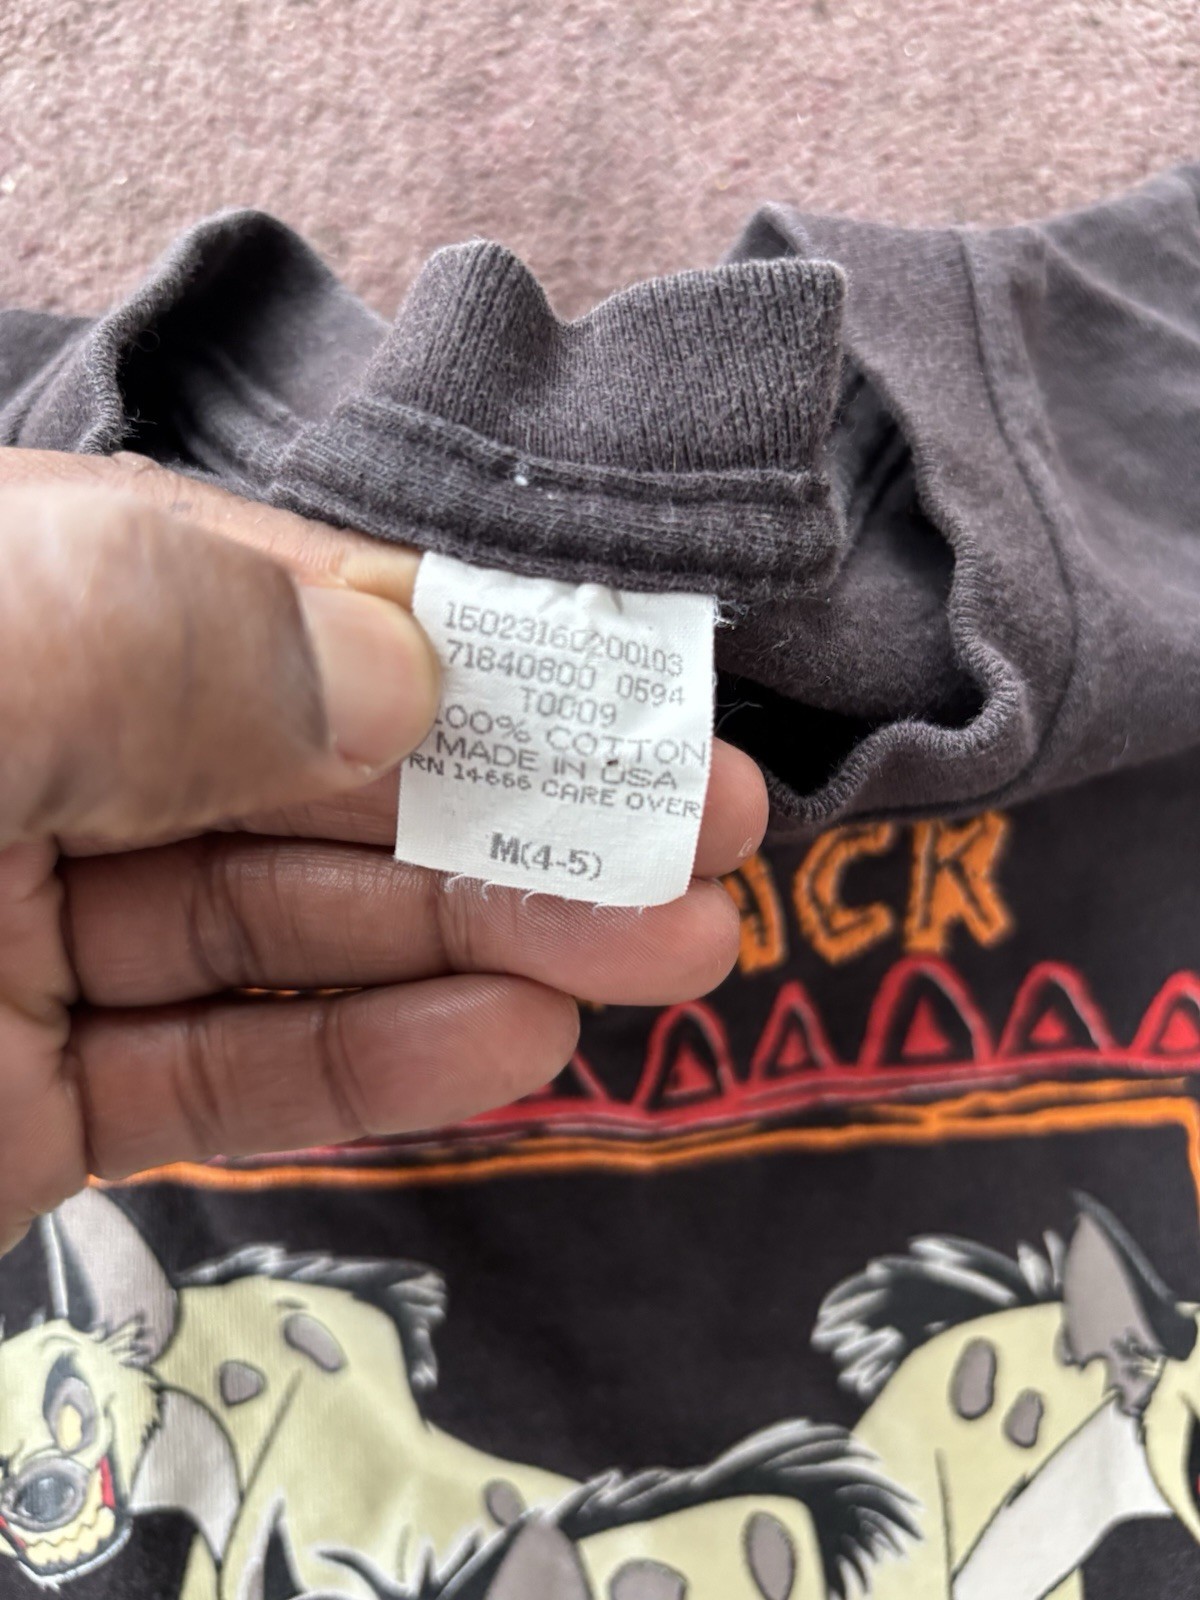 15023160200103
71840800 0594
T0009
100% COTTON
MADE IN USA
RN 14666 CARE OVER
M(4-5)
ACK